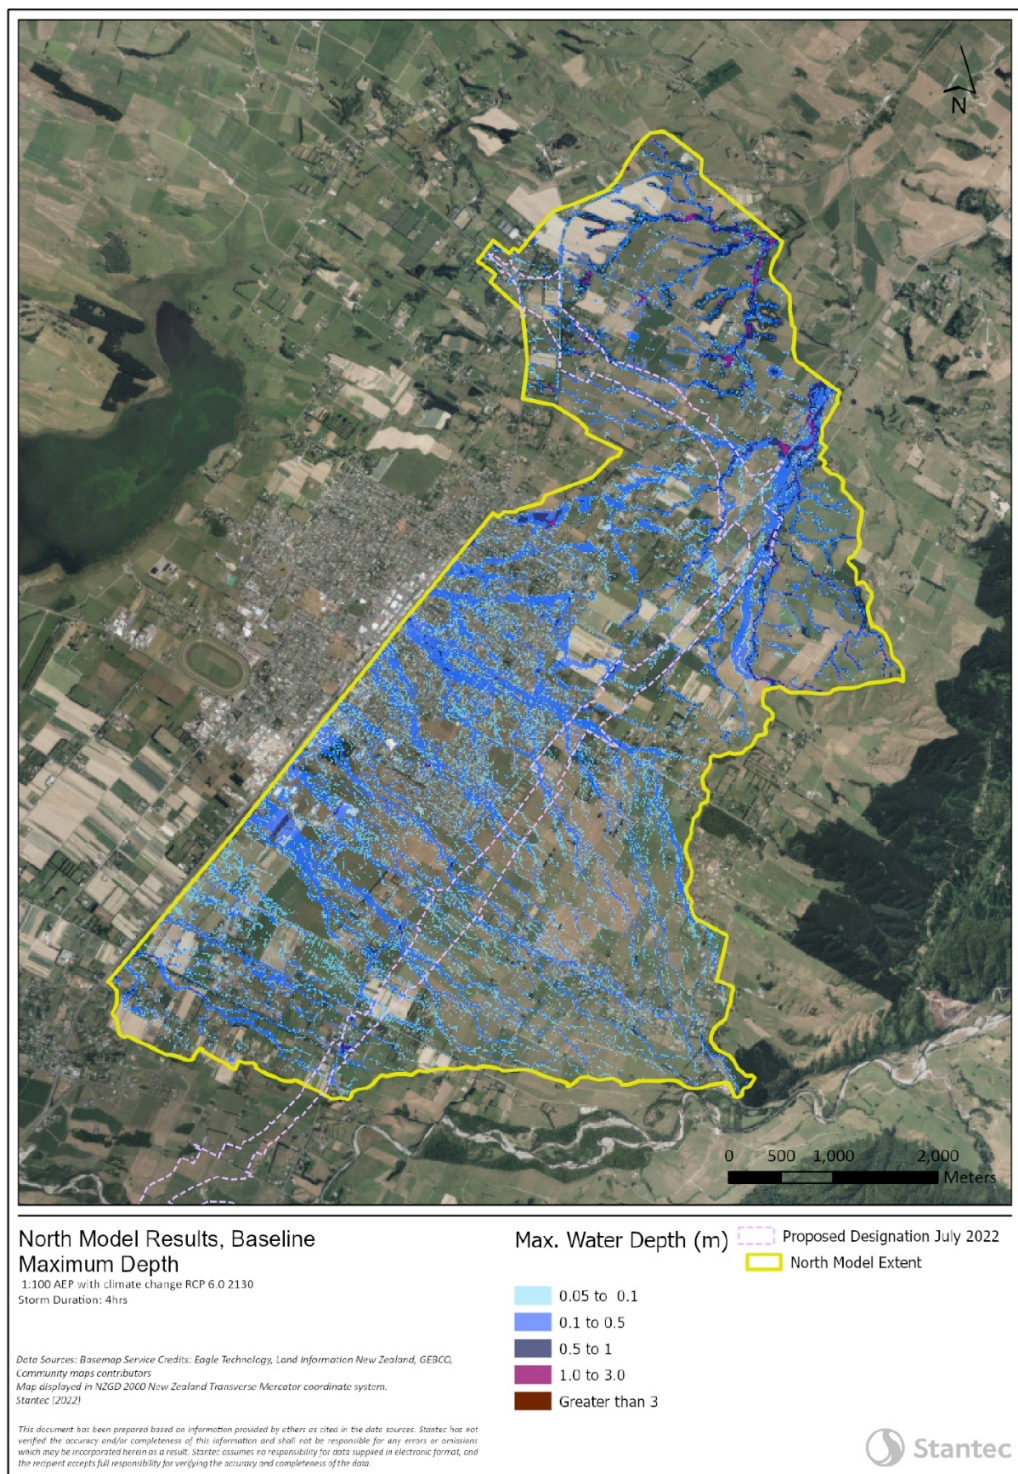 N
0 500 1,000 2,000
Meters
North Model Results, Baseline
Maximum Depth
1:100 AEP with climate change RCP 6.0 2130
Storm Duration: 4hrs
Data Sources: Basemap Service Credits: Eagle Technology, Land Information New Zealand, GEBCO,
Community maps contributors
Map displayed in NZGD 2000 New Zealand Transverse Mercator coordinate system.
Stantec (2022)
This document has been prepared based on information provided by others as cited in the data sources. Stantec has not
verified the accuracy and/or completeness of this information and shall not be responsible for any errors or omissions
which may be incorporated herein as a result. Stantec assumes no responsibility for data supplied in electronic format, and
the recipient accepts full responsibility for verifying the accuracy and completeness of the data.
Max. Water Depth (m)
0.05 to 0.1
0.1 to 0.5
0.5 to 1
1.0 to 3.0
Greater than 3
Proposed Designation July 2022
North Model Extent
Stantec